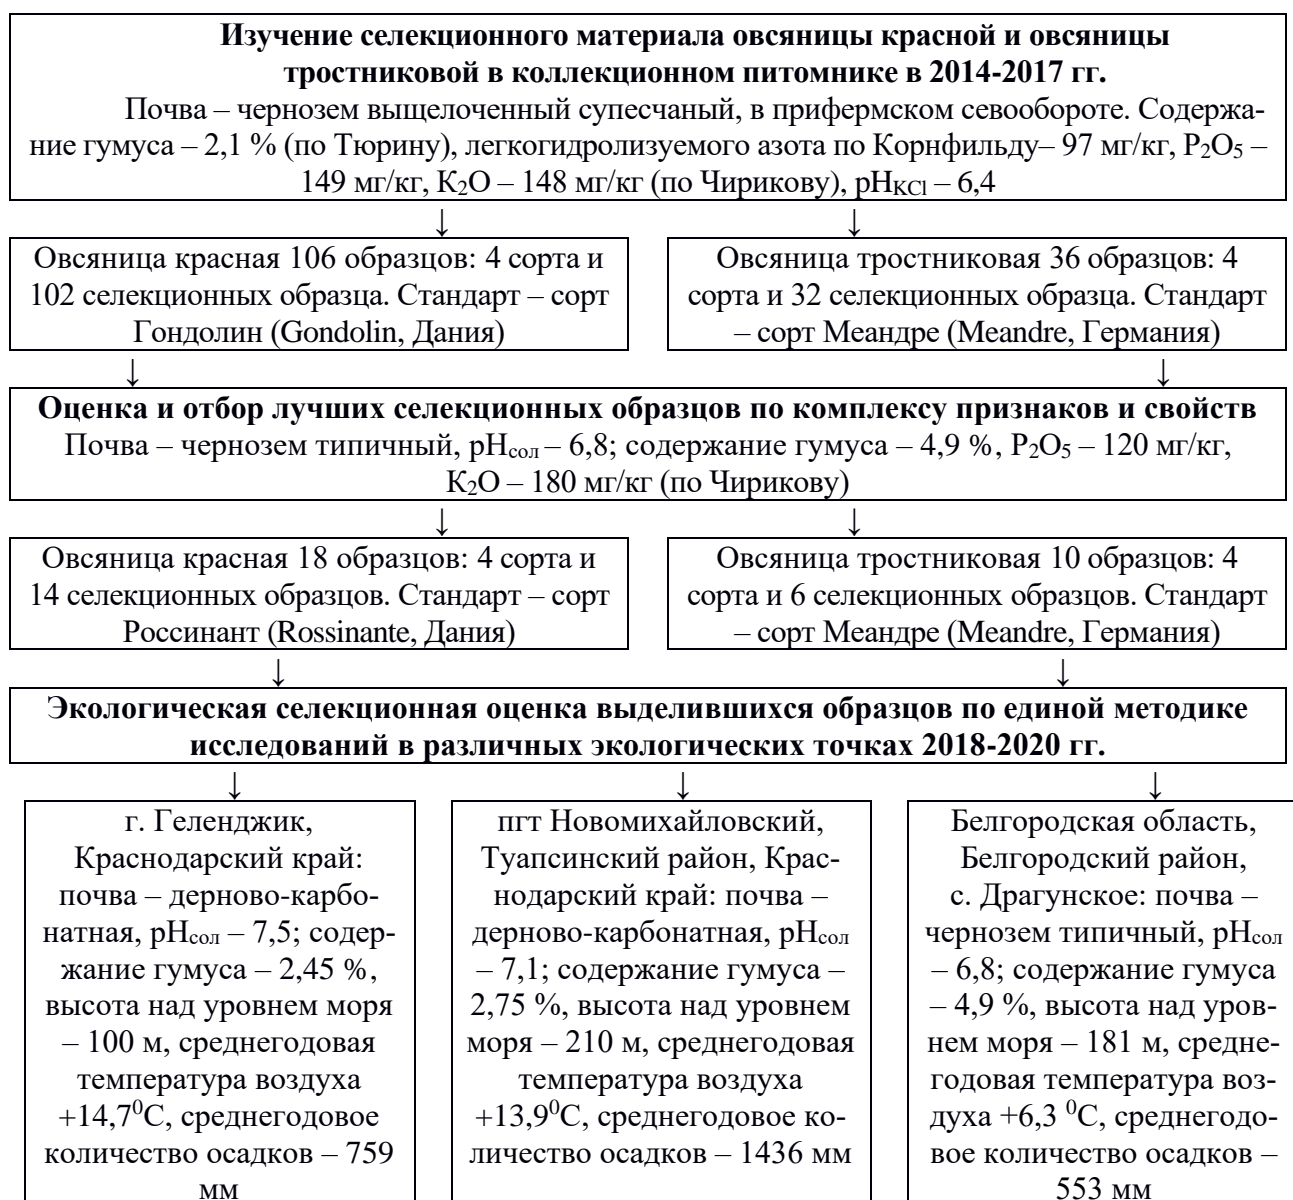 Изучение селекционного материала овсяницы красной и овсяницы
тростниковой в коллекционном питомнике в 2014-2017 гг.
Почва – чернозем выщелоченный супесчаный, в прифермском севообороте. Содержа-
ние гумуса – 2,1 % (по Тюрину), легкогидролизуемого азота по Корнфильду– 97 мг/кг, P₂O₅ –
149 мг/кг, K₂O – 148 мг/кг (по Чирикову), pHKCl – 6,4
↓ ↓
Овсяница красная 106 образцов: 4 сорта и
102 селекционных образца. Стандарт – сорт
Гондолин (Gondolin, Дания)
Овсяница тростниковая 36 образцов: 4
сорта и 32 селекционных образца. Стандарт
– сорт Меандре (Meandre, Германия)
↓ ↓
Оценка и отбор лучших селекционных образцов по комплексу признаков и свойств
Почва – чернозем типичный, pHсол – 6,8; содержание гумуса – 4,9 %, P₂O₅ – 120 мг/кг,
K₂O – 180 мг/кг (по Чирикову)
↓ ↓
Овсяница красная 18 образцов: 4 сорта и
14 селекционных образцов. Стандарт – сорт
Россинант (Rossinante, Дания)
Овсяница тростниковая 10 образцов: 4
сорта и 6 селекционных образцов. Стандарт
– сорт Меандре (Meandre, Германия)
↓ ↓
Экологическая селекционная оценка выделившихся образцов по единой методике
исследований в различных экологических точках 2018-2020 гг.
↓ ↓ ↓
г. Геленджик,
Краснодарский край:
почва – дерново-карбо-
натная, pHсол – 7,5; содер-
жание гумуса – 2,45 %,
высота над уровнем моря
– 100 м, среднегодовая
температура воздуха
+14,7⁰С, среднегодовое
количество осадков – 759
мм
пгт Новомихайловский,
Туапсинский район, Крас-
нодарский край: почва –
дерново-карбонатная, pHсол
– 7,1; содержание гумуса –
2,75 %, высота над уровнем
моря – 210 м, среднегодовая
температура воздуха
+13,9⁰С, среднегодовое ко-
личество осадков – 1436 мм
Белгородская область,
Белгородский район,
с. Драгунское: почва –
чернозем типичный, pHсол
– 6,8; содержание гумуса
– 4,9 %, высота над уров-
нем моря – 181 м, средне-
годовая температура воз-
духа +6,3 ⁰С, среднегодо-
вое количество осадков –
553 мм